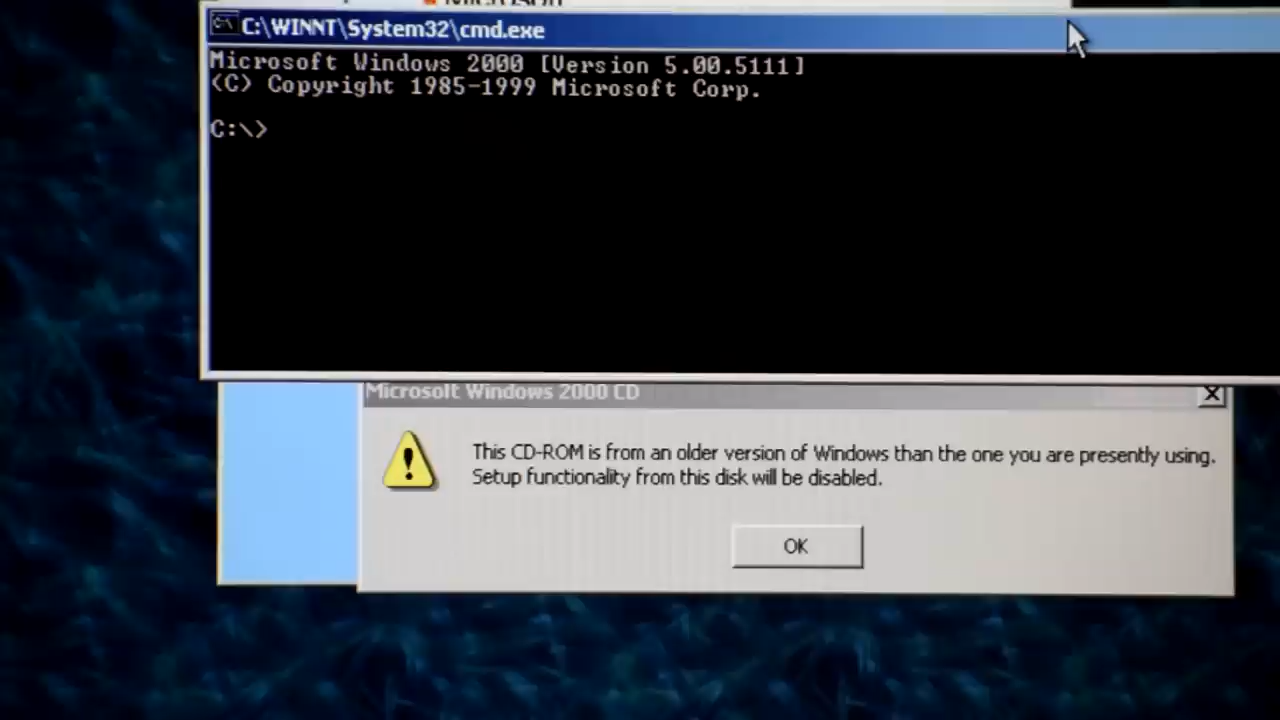 C:\WINNT\System32\cmd.exe
Microsoft Windows 2000 [Version 5.00.5111]
(C) Copyright 1985-1999 Microsoft Corp.
C:\>
Microsoft Windows 2000 CD
This CD-ROM is from an older version of Windows than the one you are presently using.
Setup functionality from this disk will be disabled.
OK